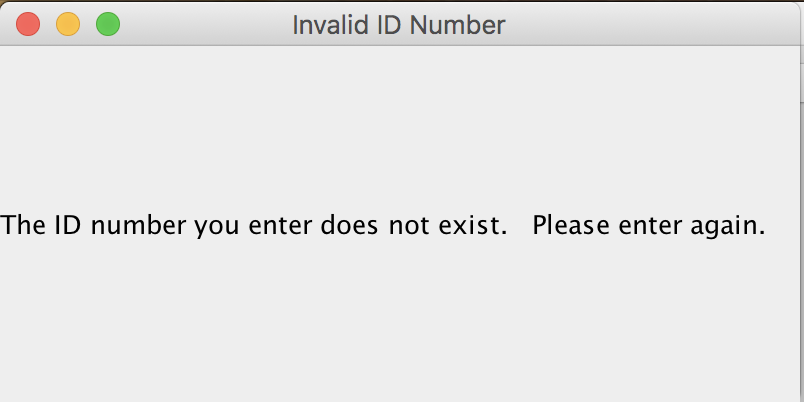 Invalid ID Number
The ID number you enter does not exist.   Please enter again.